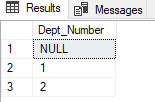 Results Messages
Dept_Number
1 NULL
2 1
3 2